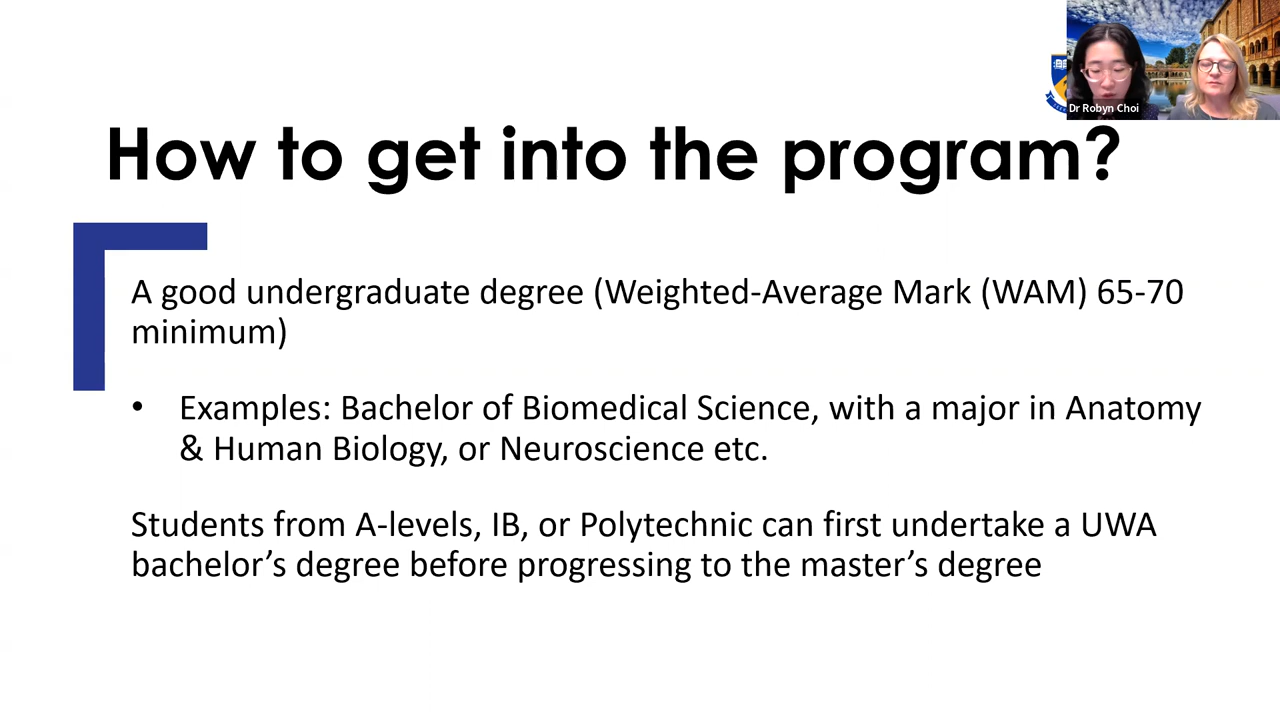 Dr Robyn Choi
How to get into the program?
A good undergraduate degree (Weighted-Average Mark (WAM) 65-70
minimum)
• Examples: Bachelor of Biomedical Science, with a major in Anatomy
& Human Biology, or Neuroscience etc.
Students from A-levels, IB, or Polytechnic can first undertake a UWA
bachelor’s degree before progressing to the master’s degree